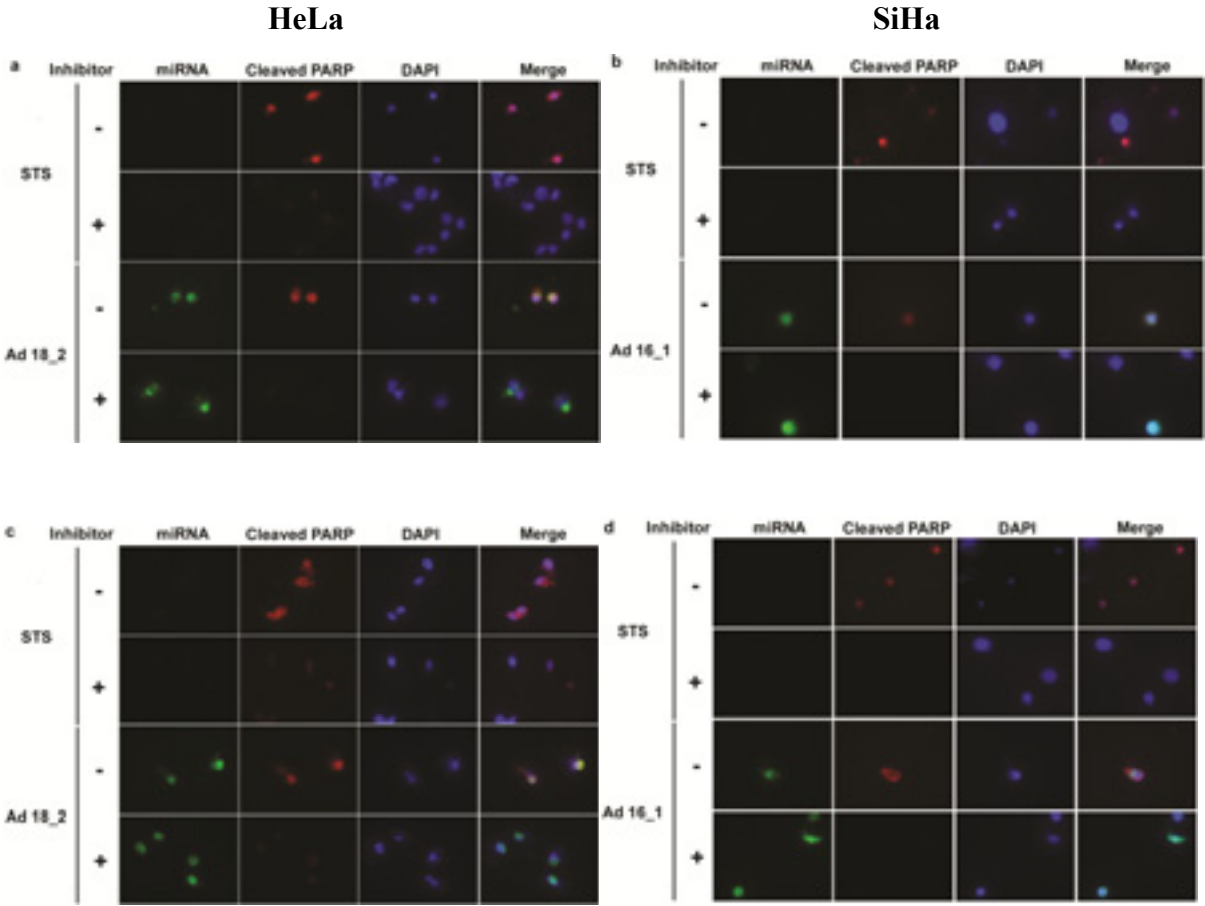 HeLa SiHa
a Inhibitor miRNA Cleaved PARP DAPI Merge
-
STS
+
-
Ad 18_2
+
b Inhibitor miRNA Cleaved PARP DAPI Merge
-
STS
+
-
Ad 16_1
+
c Inhibitor miRNA Cleaved PARP DAPI Merge
-
STS
+
-
Ad 18_2
+
d Inhibitor miRNA Cleaved PARP DAPI Merge
-
STS
+
-
Ad 16_1
+